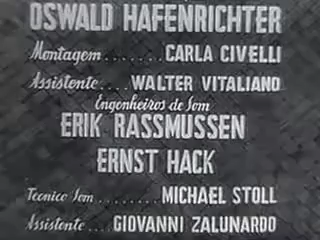 OSWALD HAFENRICHTER
Montagem....... CARLA CIVELLI
Assistente..... WALTER VITALIANO
Engenheiros de Som
ERIK RASSMUSSEN
ERNST HACK
Tecnico Som........ MICHAEL STOLL
Assistente.... GIOVANNI ZALUNARDO